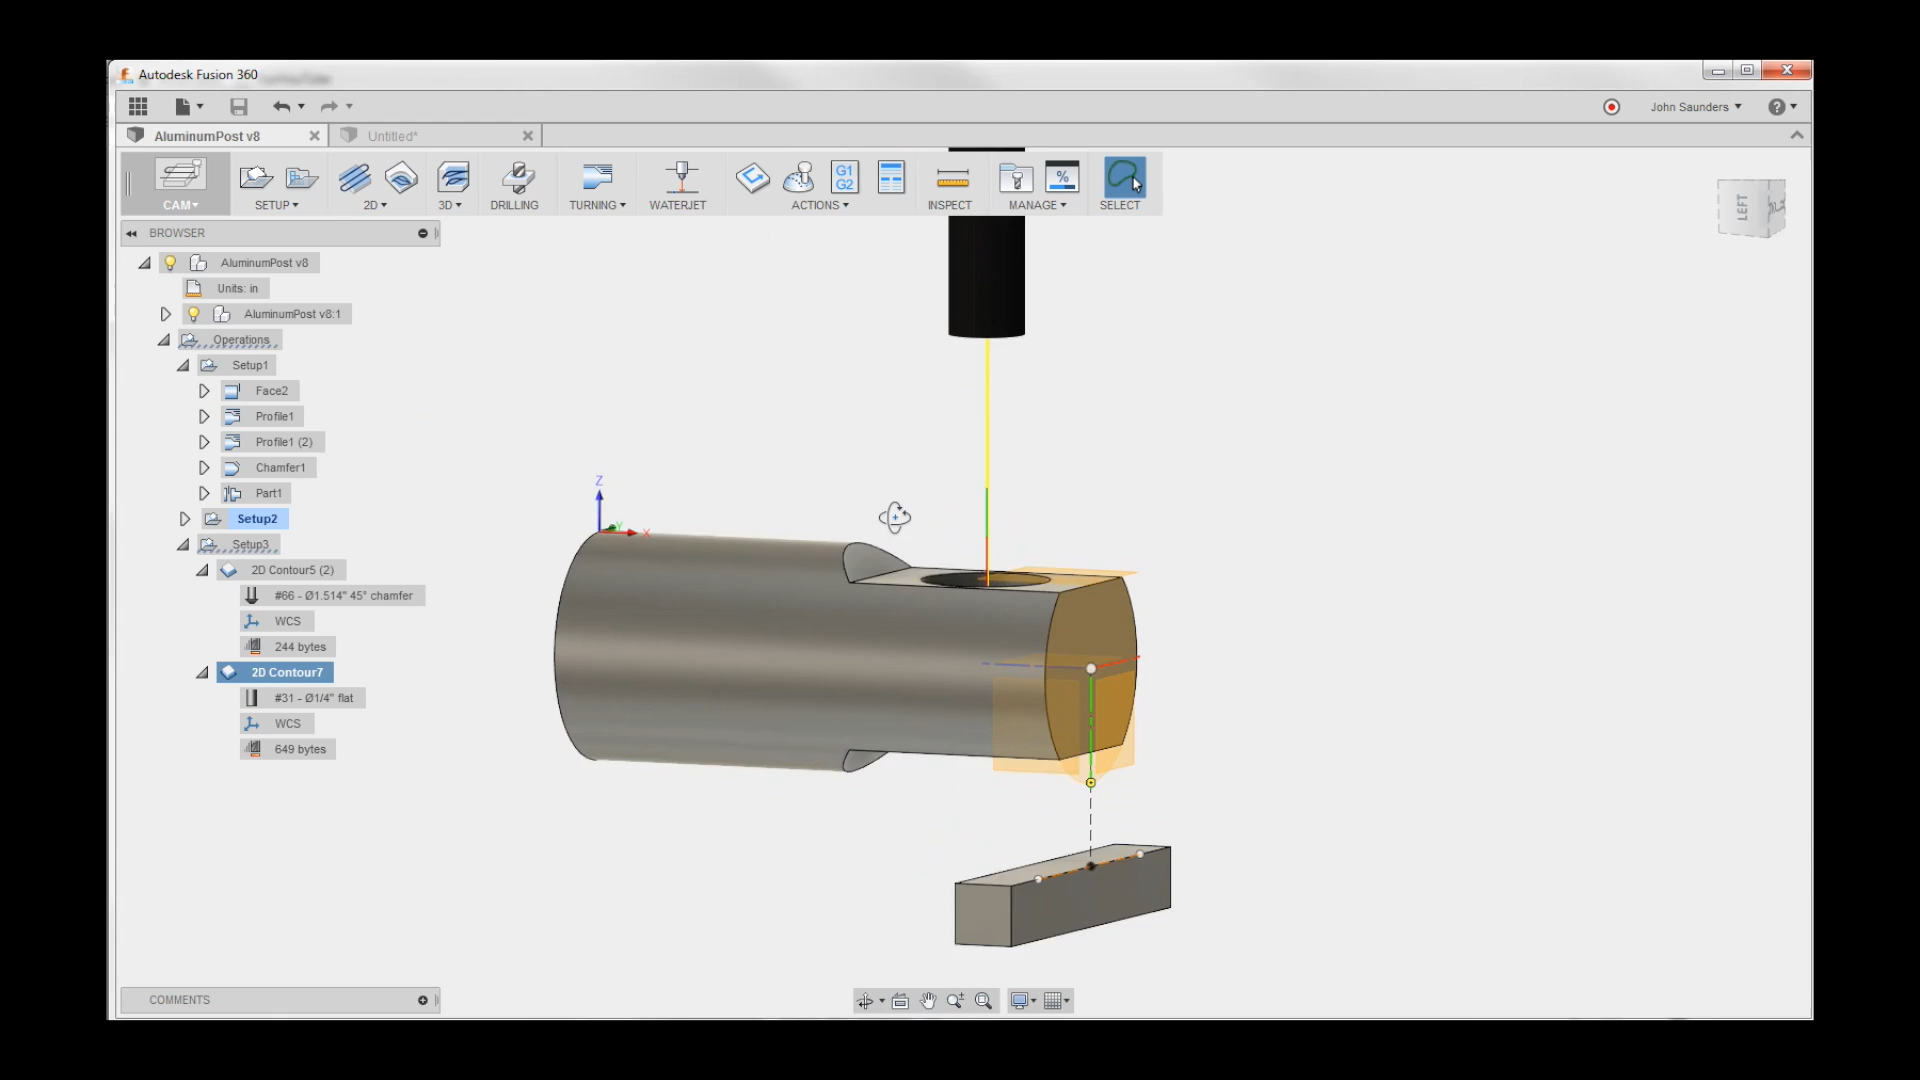 Autodesk Fusion 360
John Saunders
AluminumPost v8
Untitled*
G1
G2
%
CAM
SETUP
2D
3D
DRILLING
TURNING
WATERJET
ACTIONS
INSPECT
MANAGE
SELECT
LEFT
BROWSER
AluminumPost v8
Units: in
AluminumPost v8:1
Operations
Setup1
Face2
Profile1
Profile1 (2)
Chamfer1
Part1
Setup2
Setup3
2D Contour5 (2)
#66 - Ø1.514" 45° chamfer
WCS
244 bytes
2D Contour7
#31 - Ø1/4" flat
WCS
649 bytes
Z
Y
X
COMMENTS